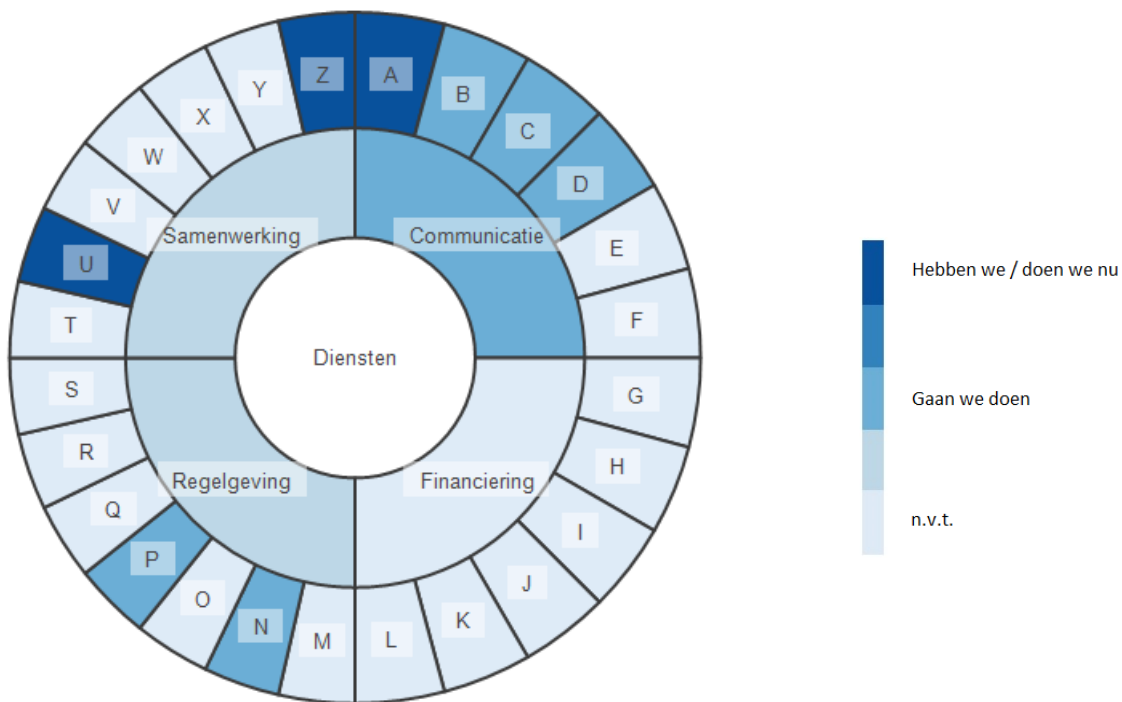 Z
A
Y
B
X
C
W
D
V
Samenwerking
Communicatie
E
U
Hebben we / doen we nu
T
F
Diensten
S
G
Gaan we doen
R
Regelgeving
Financiering
H
Q
I
n.v.t.
P
J
O
K
N
M
L